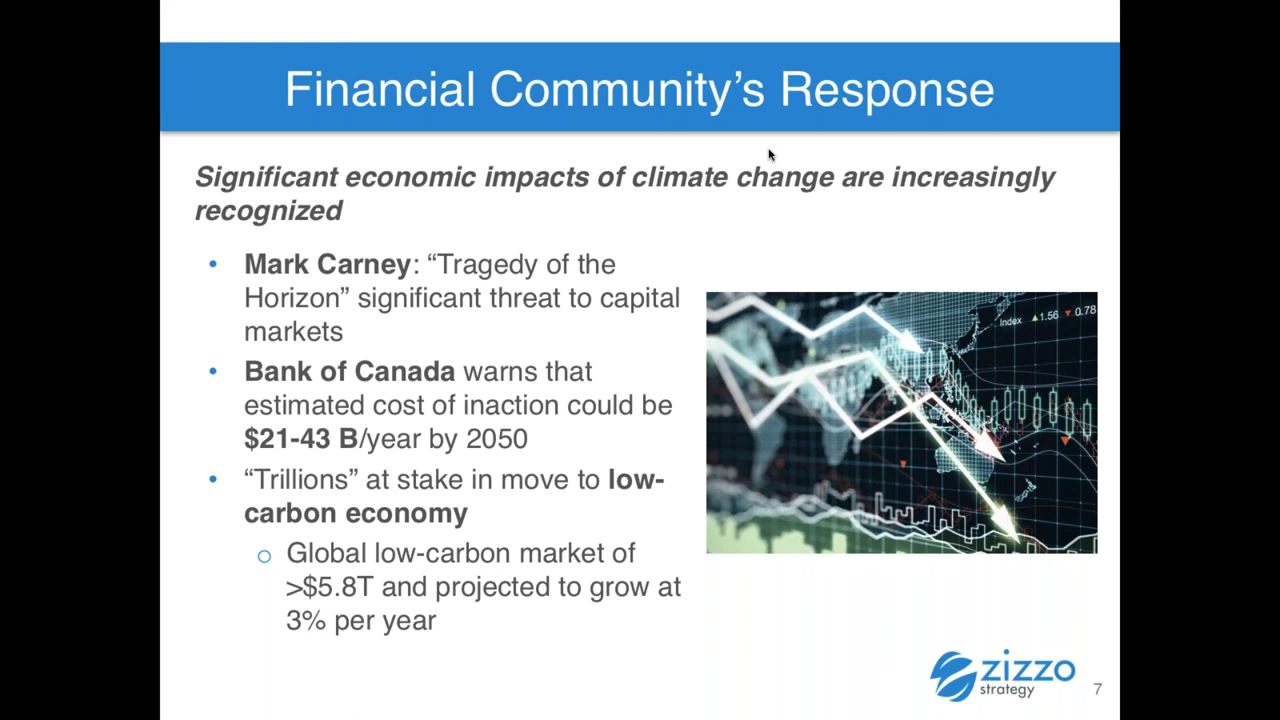 Financial Community’s Response
Significant economic impacts of climate change are increasingly
recognized
• Mark Carney: “Tragedy of the
Horizon” significant threat to capital
markets
• Bank of Canada warns that
estimated cost of inaction could be
$21-43 B/year by 2050
• “Trillions” at stake in move to low-
carbon economy
o Global low-carbon market of
>$5.8T and projected to grow at
3% per year
Index ▲1.56 ▼0.78
zizzo
strategy
7